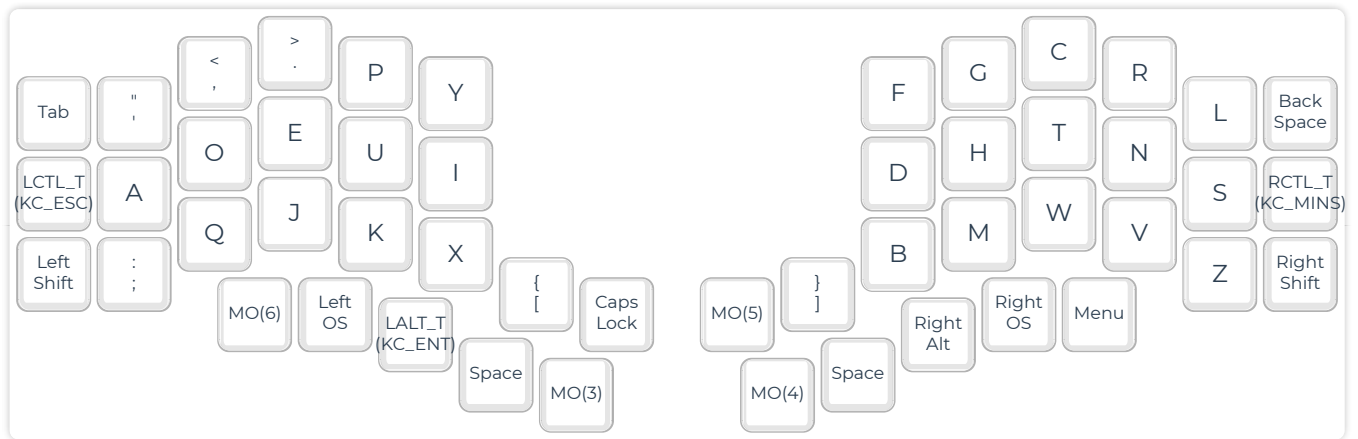 Tab
"
'
<
,
>
.
P
Y
F
G
C
R
L
Back
Space
LCTL_T
(KC_ESC)
A
O
E
U
I
D
H
T
N
S
RCTL_T
(KC_MINS)
Left
Shift
:
;
Q
J
K
X
B
M
W
V
Z
Right
Shift
MO(6)
Left
OS
LALT_T
(KC_ENT)
Space
MO(3)
{
[
Caps
Lock
MO(5)
}
]
MO(4)
Space
Right
Alt
Right
OS
Menu